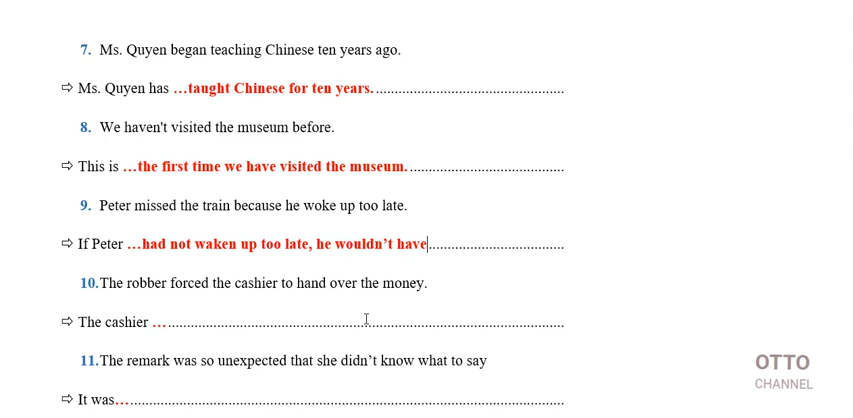 7. Ms. Quyen began teaching Chinese ten years ago.
⇨ Ms. Quyen has …taught Chinese for ten years. ..................................................
8. We haven't visited the museum before.
⇨ This is …the first time we have visited the museum. .........................................
9. Peter missed the train because he woke up too late.
⇨ If Peter …had not waken up too late, he wouldn’t have....................................
10.The robber forced the cashier to hand over the money.
⇨ The cashier ….......................................................................................................
11.The remark was so unexpected that she didn’t know what to say
⇨ It was…................................................................................................................
OTTO
CHANNEL